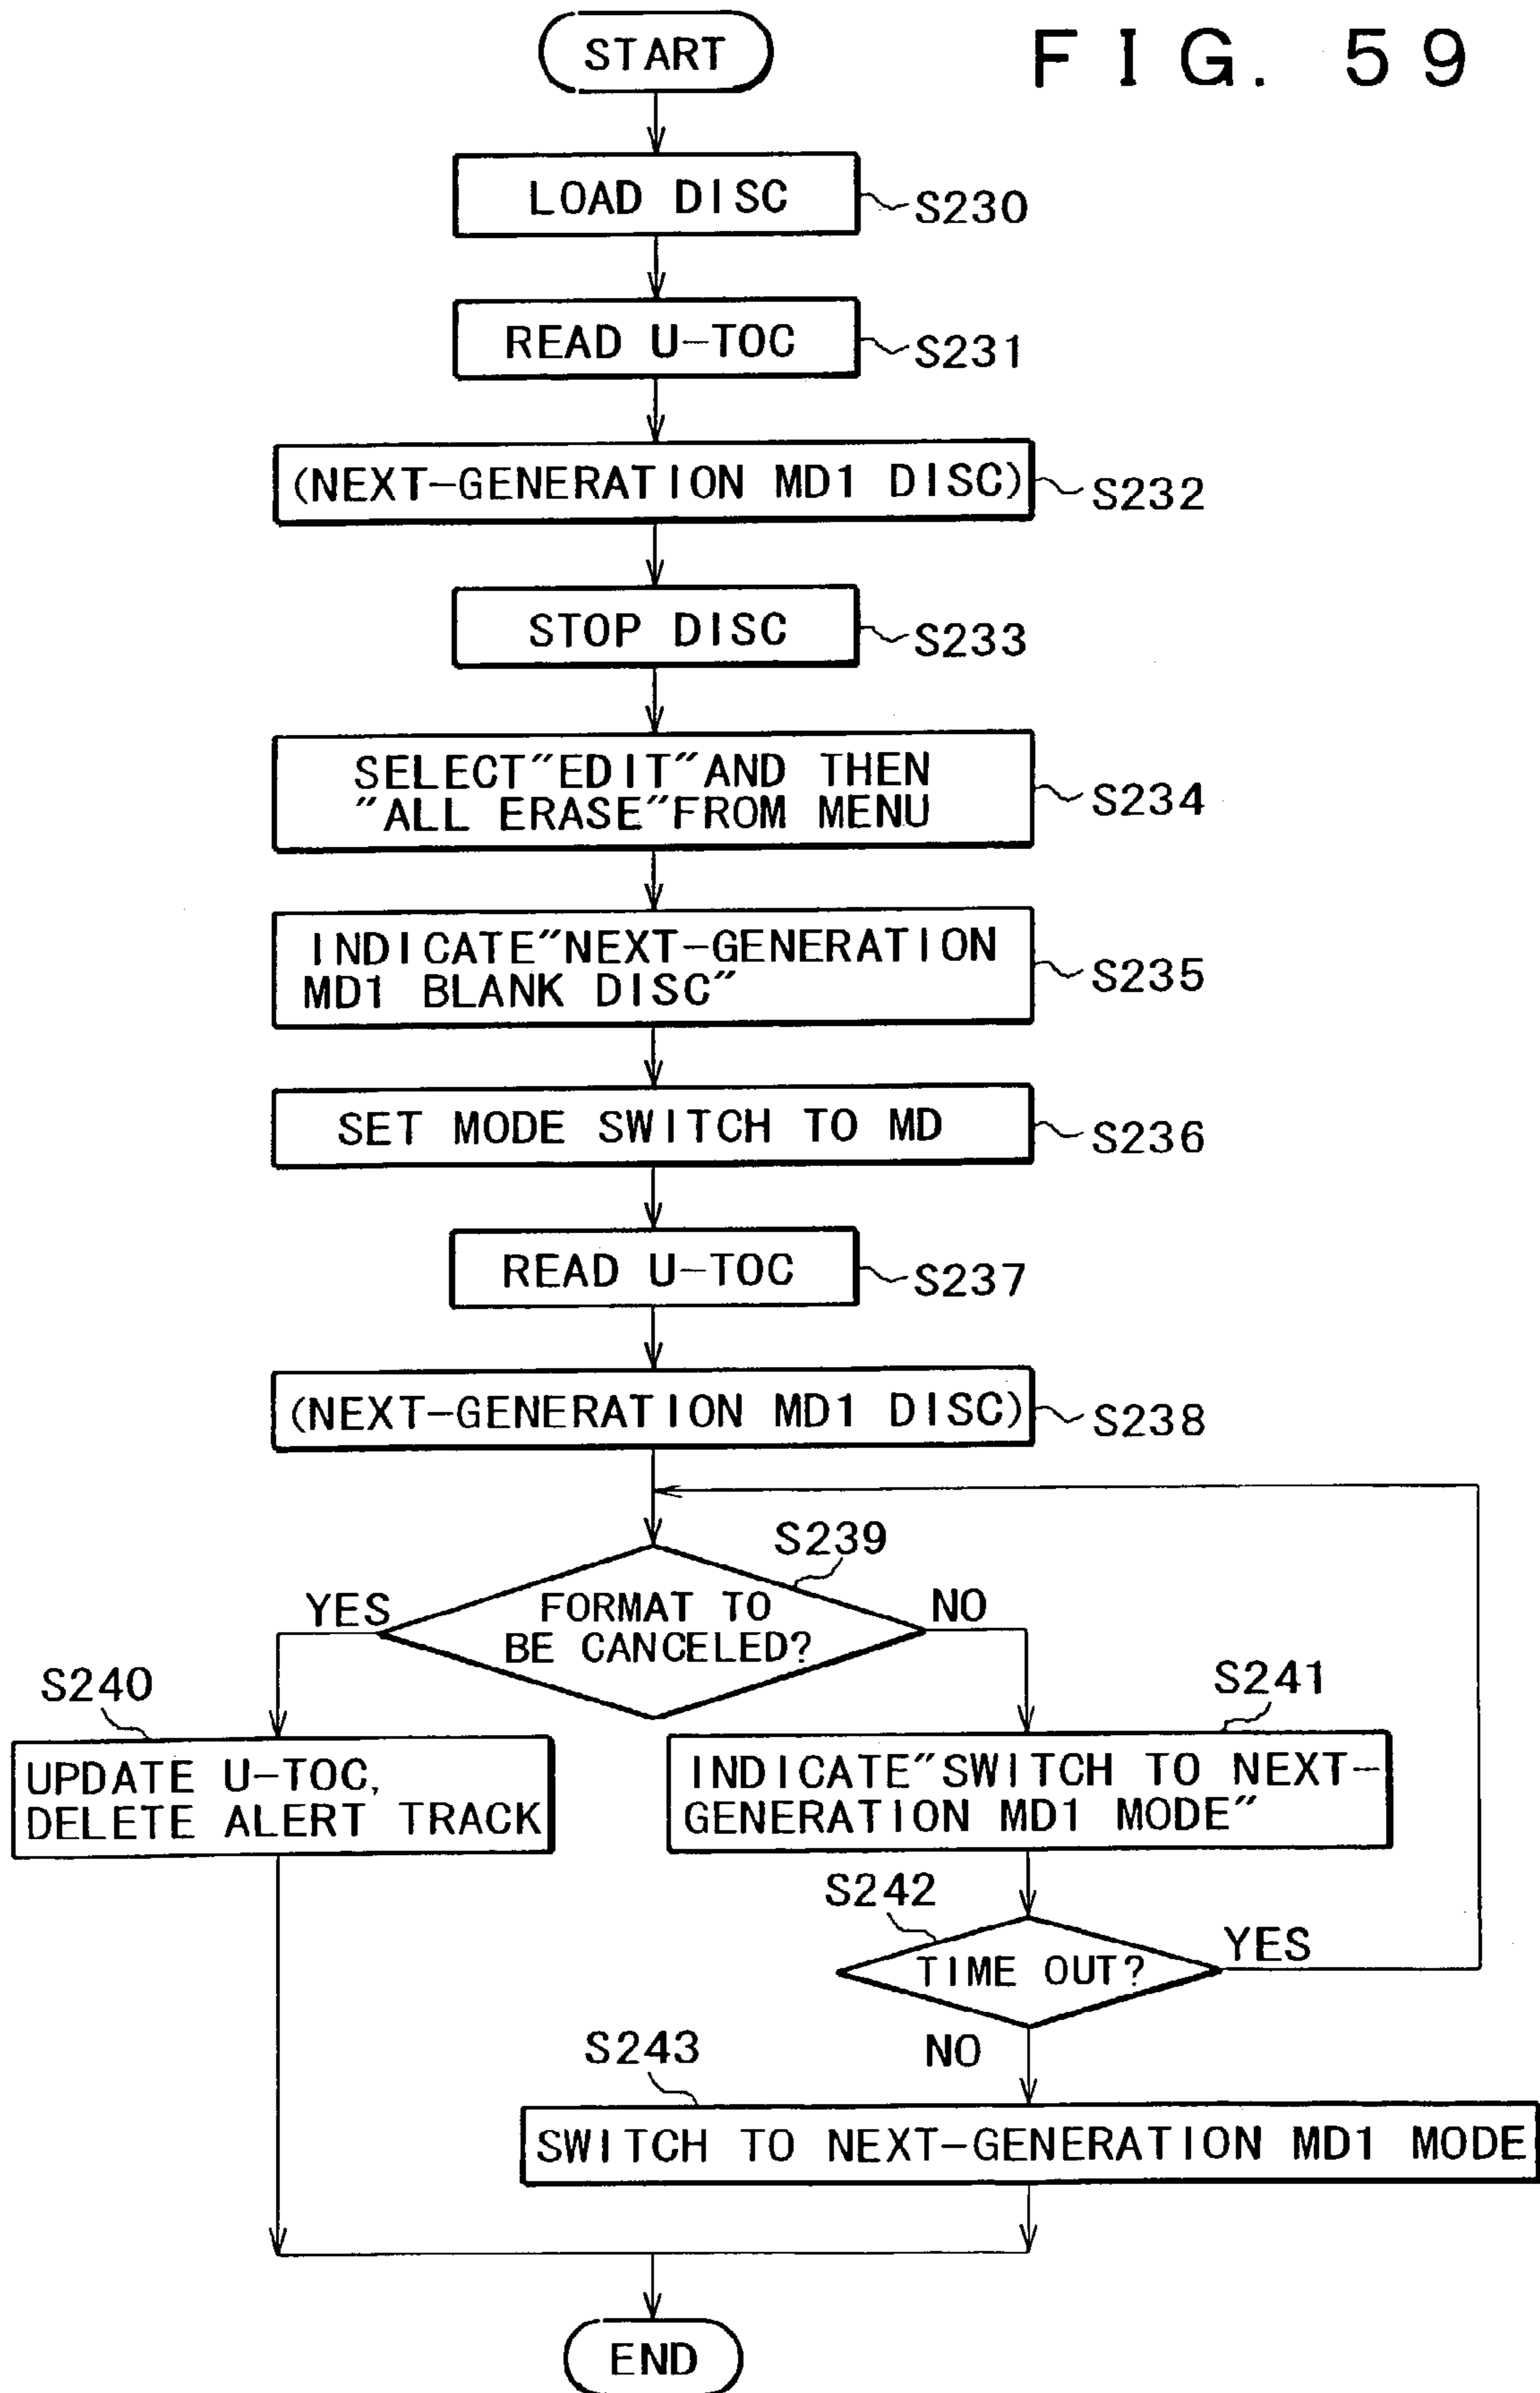 FIG. 59
START
LOAD DISC
S230
READ U-TOC
S231
(NEXT-GENERATION MD1 DISC)
S232
STOP DISC
S233
SELECT"EDIT"AND THEN
"ALL ERASE"FROM MENU
S234
INDICATE"NEXT-GENERATION
MD1 BLANK DISC"
S235
SET MODE SWITCH TO MD
S236
READ U-TOC
S237
(NEXT-GENERATION MD1 DISC)
S238
S239
YES
FORMAT TO
BE CANCELED?
NO
S240
UPDATE U-TOC,
DELETE ALERT TRACK
S241
INDICATE"SWITCH TO NEXT-
GENERATION MD1 MODE"
S242
TIME OUT?
YES
NO
S243
SWITCH TO NEXT-GENERATION MD1 MODE
END